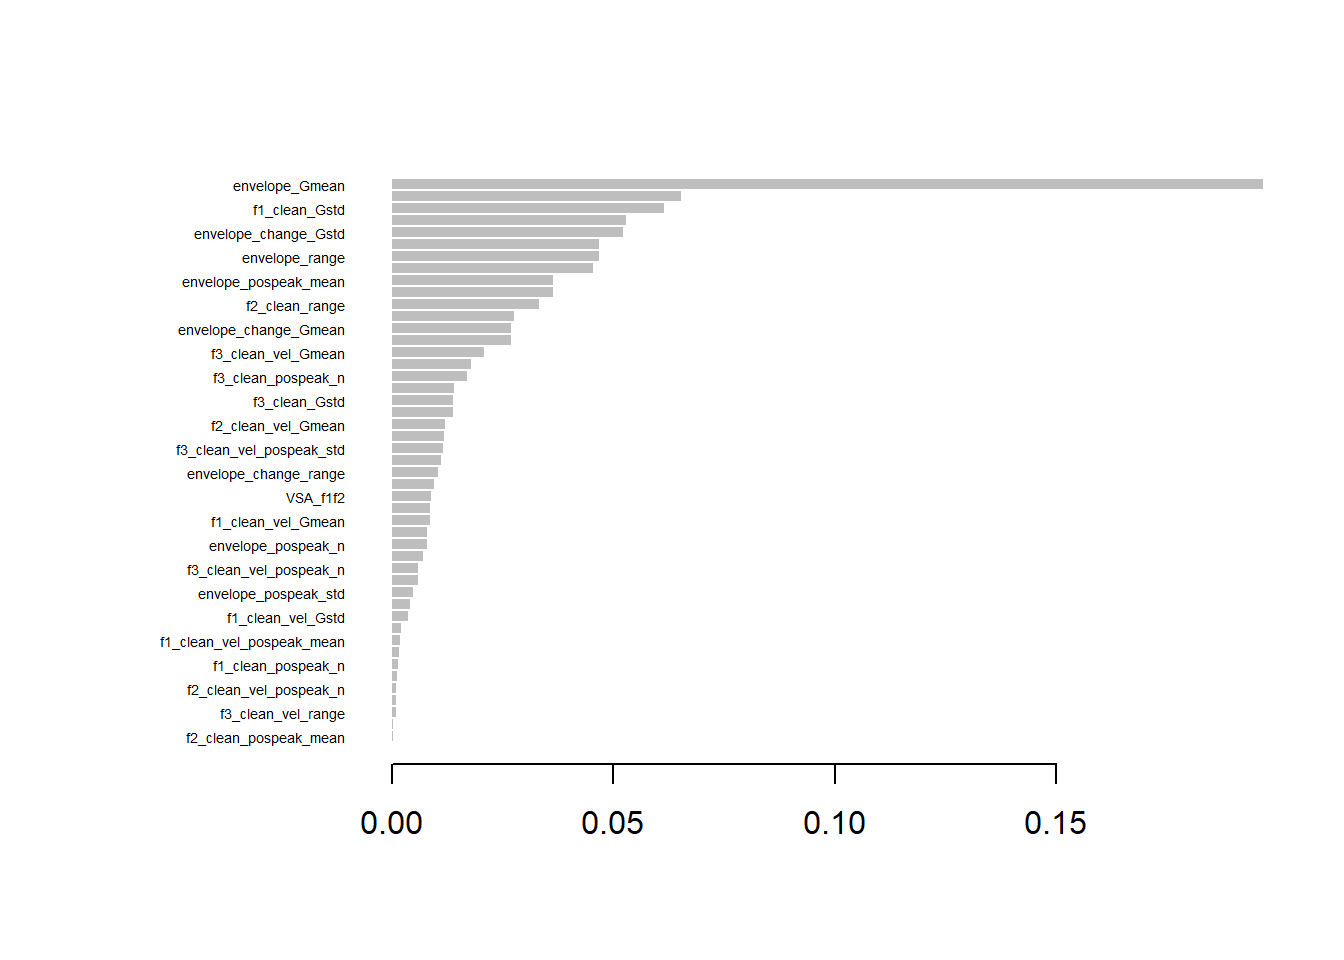 envelope_Gmean
f1_clean_Gstd
envelope_change_Gstd
envelope_range
envelope_pospeak_mean
f2_clean_range
envelope_change_Gmean
f3_clean_vel_Gmean
f3_clean_pospeak_n
f3_clean_Gstd
f2_clean_vel_Gmean
f3_clean_vel_pospeak_std
envelope_change_range
VSA_f1f2
f1_clean_vel_Gmean
envelope_pospeak_n
f3_clean_vel_pospeak_n
envelope_pospeak_std
f1_clean_vel_Gstd
f1_clean_vel_pospeak_mean
f1_clean_pospeak_n
f2_clean_vel_pospeak_n
f3_clean_vel_range
f2_clean_pospeak_mean
0.00 0.05 0.10 0.15